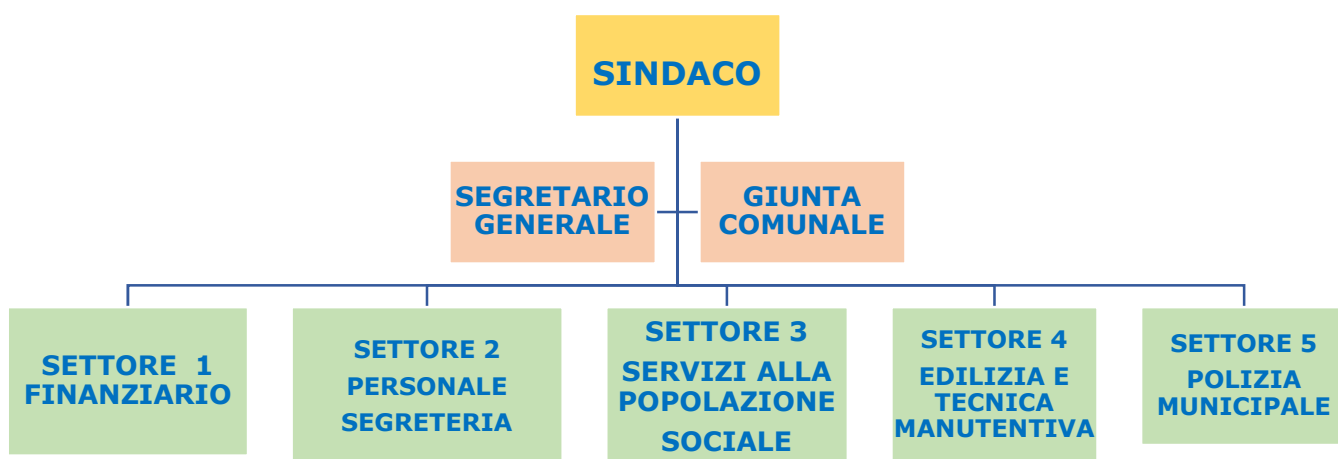 SINDACO
SEGRETARIO
GENERALE
GIUNTA
COMUNALE
SETTORE 1
FINANZIARIO
SETTORE 2
PERSONALE
SEGRETERIA
SETTORE 3
SERVIZI ALLA
POPOLAZIONE
SOCIALE
SETTORE 4
EDILIZIA E
TECNICA
MANUTENTIVA
SETTORE 5
POLIZIA
MUNICIPALE